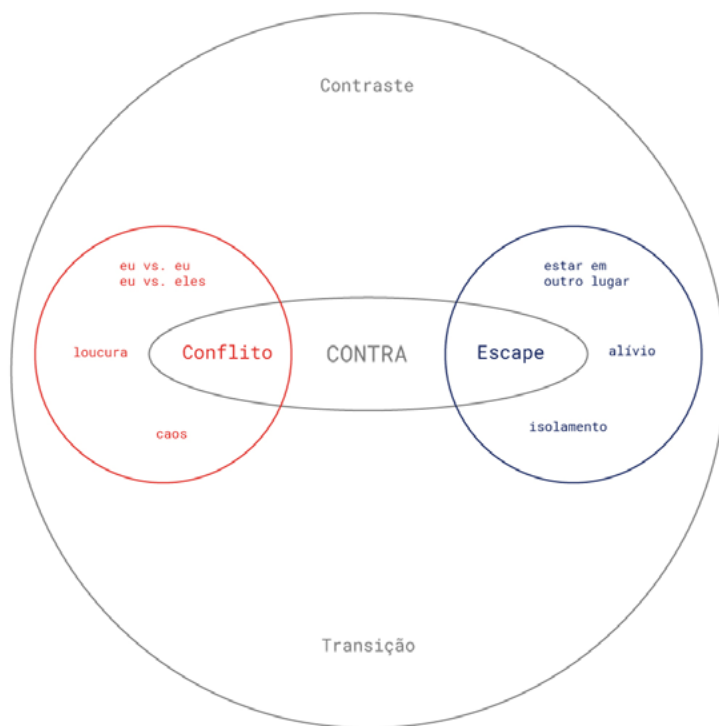 Contraste
eu vs. eu
eu vs. eles
loucura
Conflito
caos
CONTRA
estar em
outro lugar
Escape
alívio
isolamento
Transição